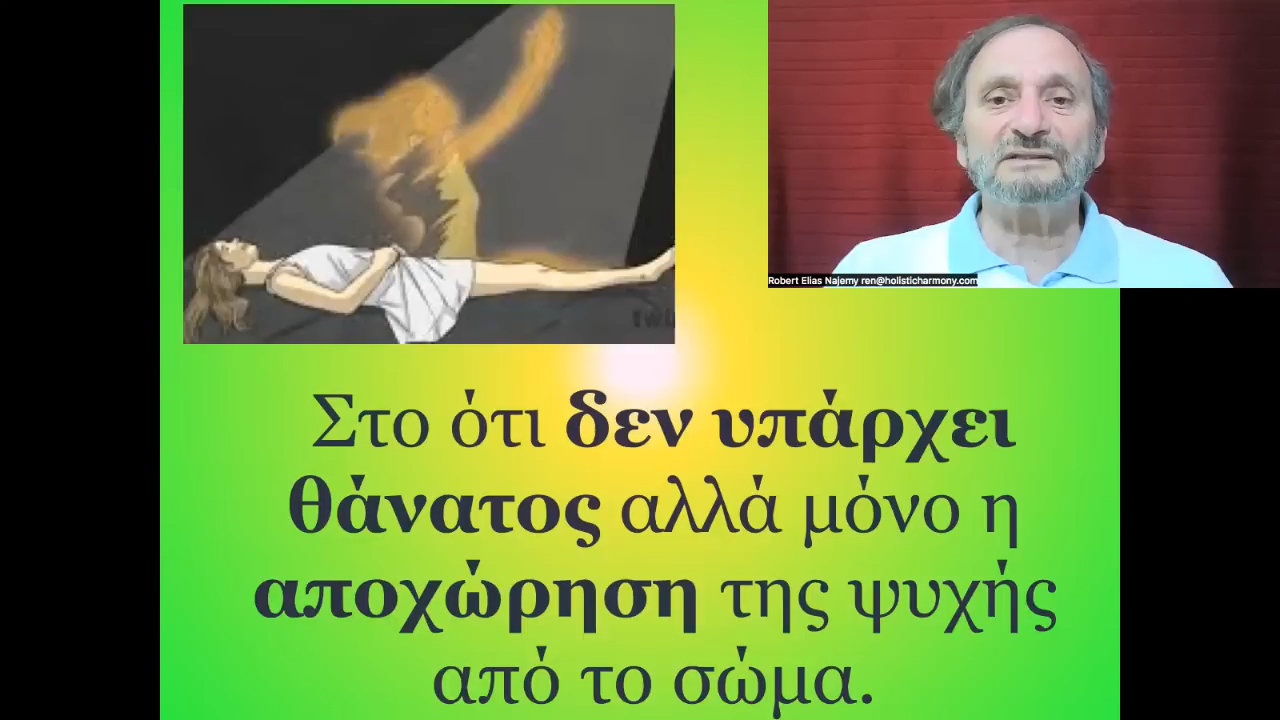 Robert Elias Najemy ren@holisticharmony.com
Στο ότι δεν υπάρχει
θάνατος αλλά μόνο η
αποχώρηση της ψυχής
από το σώμα.